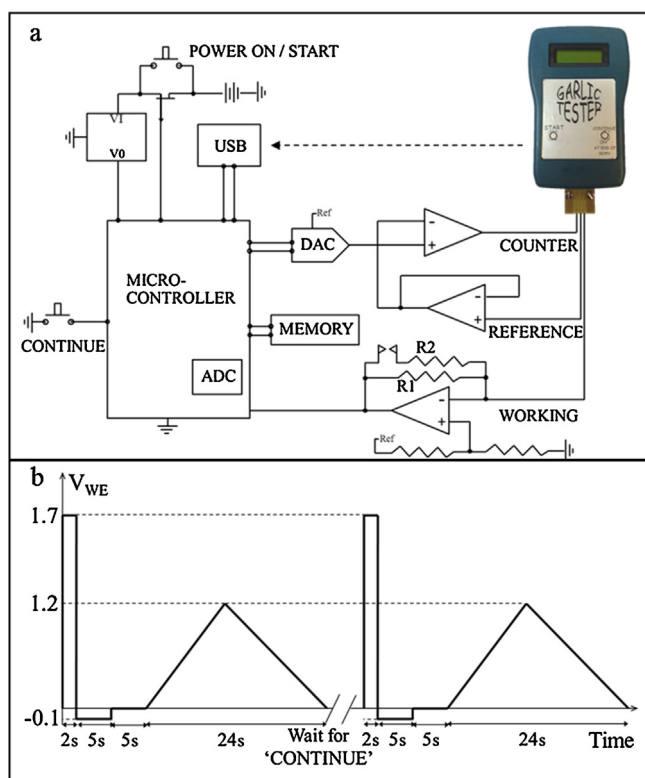 a
POWER ON / START
GARLIC
TESTER
START
CONTINUE
VI
V0
USB
Ref
DAC
COUNTER
MICRO-
CONTROLLER
REFERENCE
CONTINUE
MEMORY
R2
R1
ADC
WORKING
Ref
b
V WE
1.7
1.2
-0.1
2s 5s 5s 24s Wait for 2s 5s 5s 24s Time
'CONTINUE'